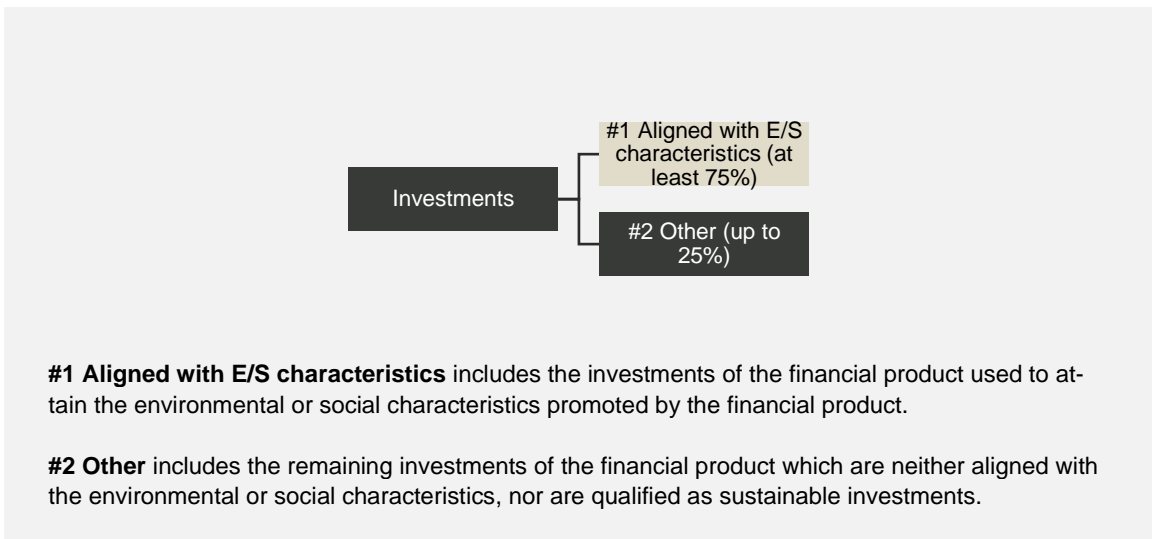 #1 Aligned with E/S
characteristics (at
least 75%)
Investments
#2 Other (up to
25%)
#1 Aligned with E/S characteristics includes the investments of the financial product used to at-
tain the environmental or social characteristics promoted by the financial product.
#2 Other includes the remaining investments of the financial product which are neither aligned with
the environmental or social characteristics, nor are qualified as sustainable investments.